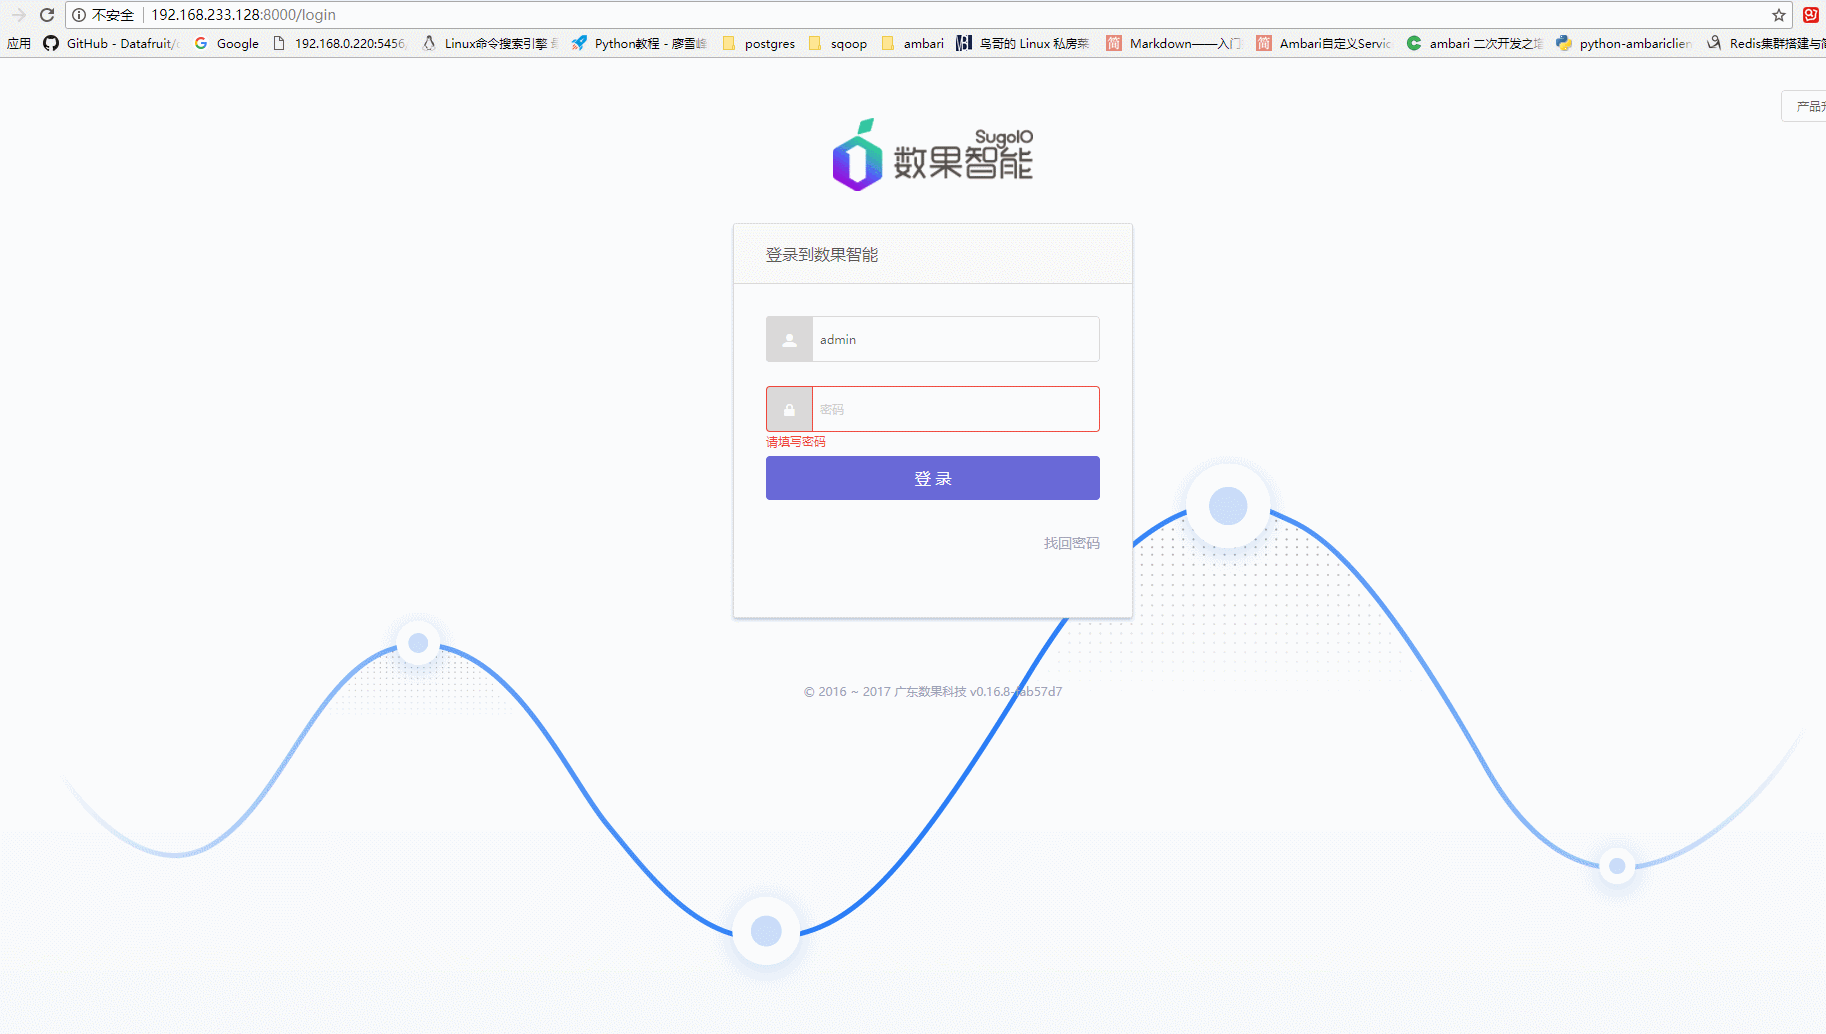 不安全 192.168.233.128:8000/login
应用 GitHub - Datafruit/ Google 192.168.0.220:5456 Linux命令搜索引擎 Python教程 - 廖雪峰 postgres sqoop ambari 鸟哥的 Linux 私房菜 简 Markdown——入门 简 Ambari自定义Servic ambari 二次开发之 python-ambariclien Redis集群搭建与简
产品
SugoIO
数果智能
登录到数果智能
admin
密码
请填写密码
登 录
找回密码
© 2016 ~ 2017 广东数果科技 v0.16.8-fab57d7